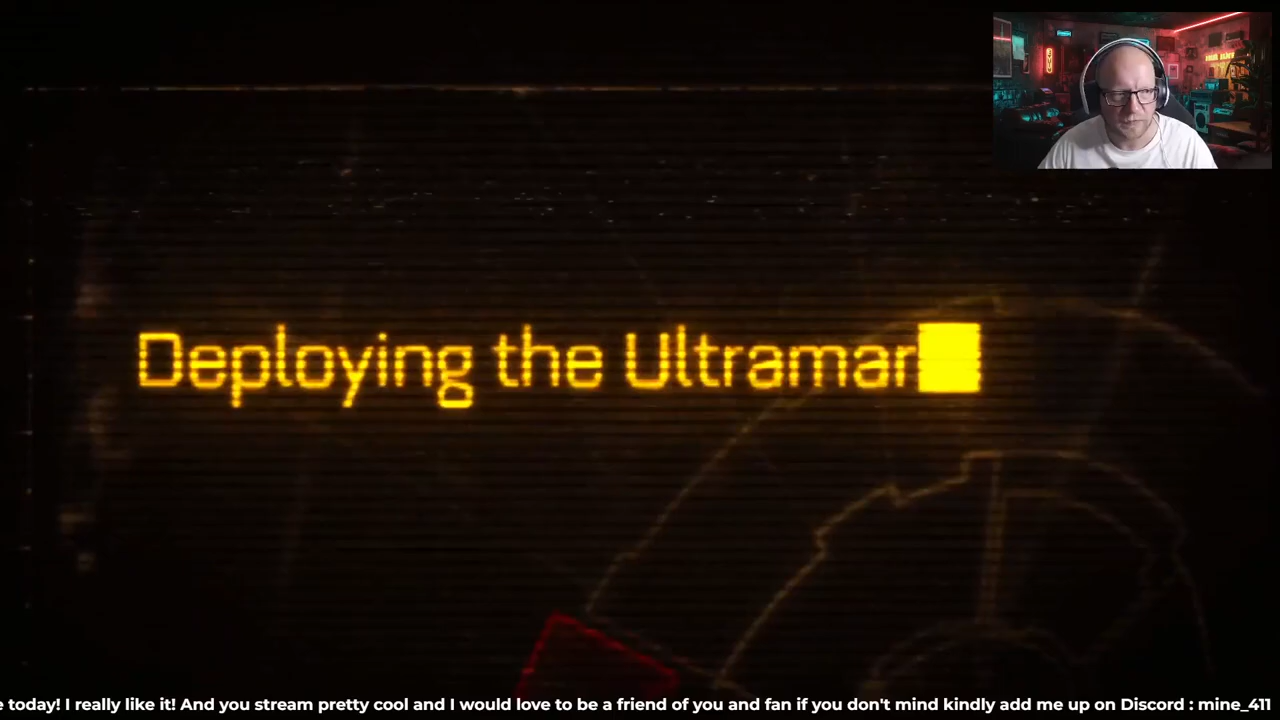 Deploying the Ultramar
e today! I really like it! And you stream pretty cool and I would love to be a friend of you and fan if you don't mind kindly add me up on Discord : mine_411